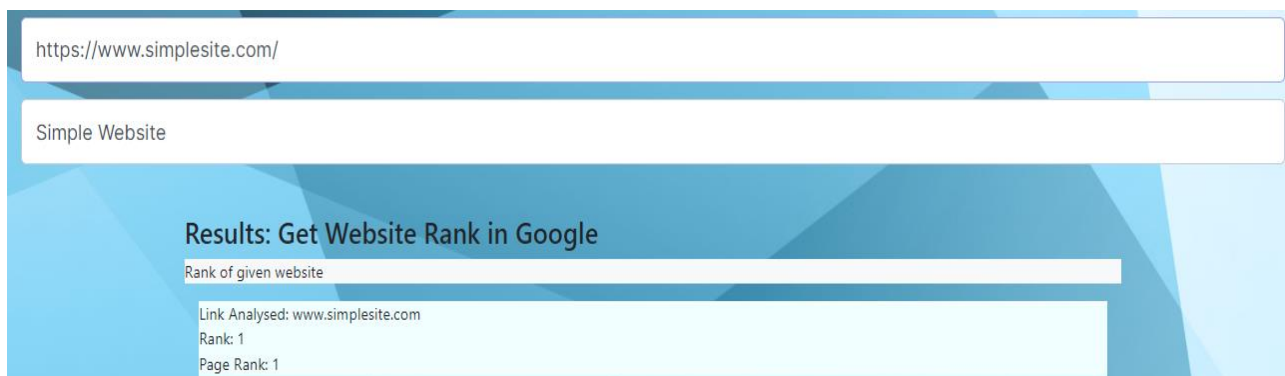 https://www.simplesite.com/
Simple Website
Results: Get Website Rank in Google
Rank of given website
Link Analysed: www.simplesite.com
Rank: 1
Page Rank: 1